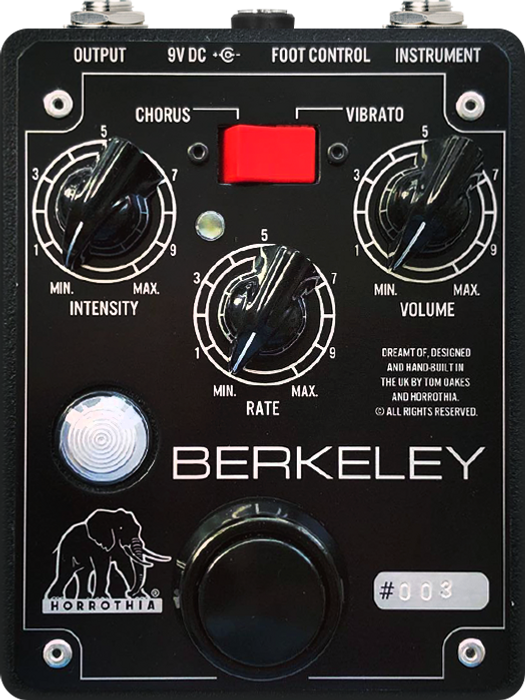 OUTPUT 9V DC FOOT CONTROL INSTRUMENT
CHORUS VIBRATO
5 5
3 7 3 7
1 9 1 9
MIN. MAX. MIN. MAX.
INTENSITY VOLUME
5
3 7
1 9
MIN. MAX.
RATE
DREAMT OF, DESIGNED
AND HAND-BUILT IN
THE UK BY TOM OAKES
AND HORROTHIA.
© ALL RIGHTS RESERVED.
BERKELEY
HORROTHIA®
#003